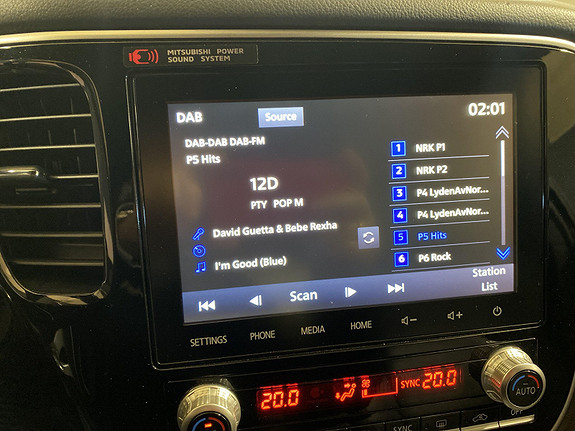 MITSUBISHI POWER
SOUND SYSTEM
DAB
Source
02:01
DAB-DAB DAB-FM
P5 Hits
12D
PTY POP M
David Guetta & Bebe Rexha
I'm Good (Blue)
1 NRK P1
2 NRK P2
3 P4 LydenAvNor...
4 P4 LydenAvNor...
5 P5 Hits
6 P6 Rock
Scan
Station
List
SETTINGS
PHONE
MEDIA
HOME
20.0
SYNC 20.0
AUTO
SYNC
OFF